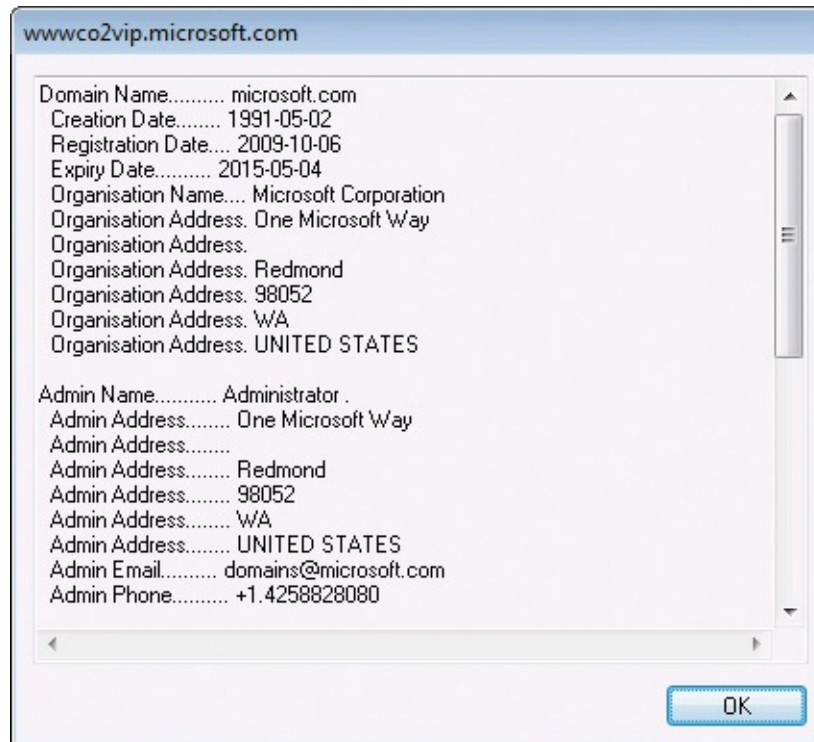 wwwco2vip.microsoft.com
Domain Name.......... microsoft.com
Creation Date........ 1991-05-02
Registration Date.... 2009-10-06
Expiry Date.......... 2015-05-04
Organisation Name.... Microsoft Corporation
Organisation Address. One Microsoft Way
Organisation Address.
Organisation Address. Redmond
Organisation Address. 98052
Organisation Address. WA
Organisation Address. UNITED STATES
Admin Name........... Administrator .
Admin Address........ One Microsoft Way
Admin Address........
Admin Address........ Redmond
Admin Address........ 98052
Admin Address........ WA
Admin Address........ UNITED STATES
Admin Email.......... domains@microsoft.com
Admin Phone.......... +1.4258828080
OK